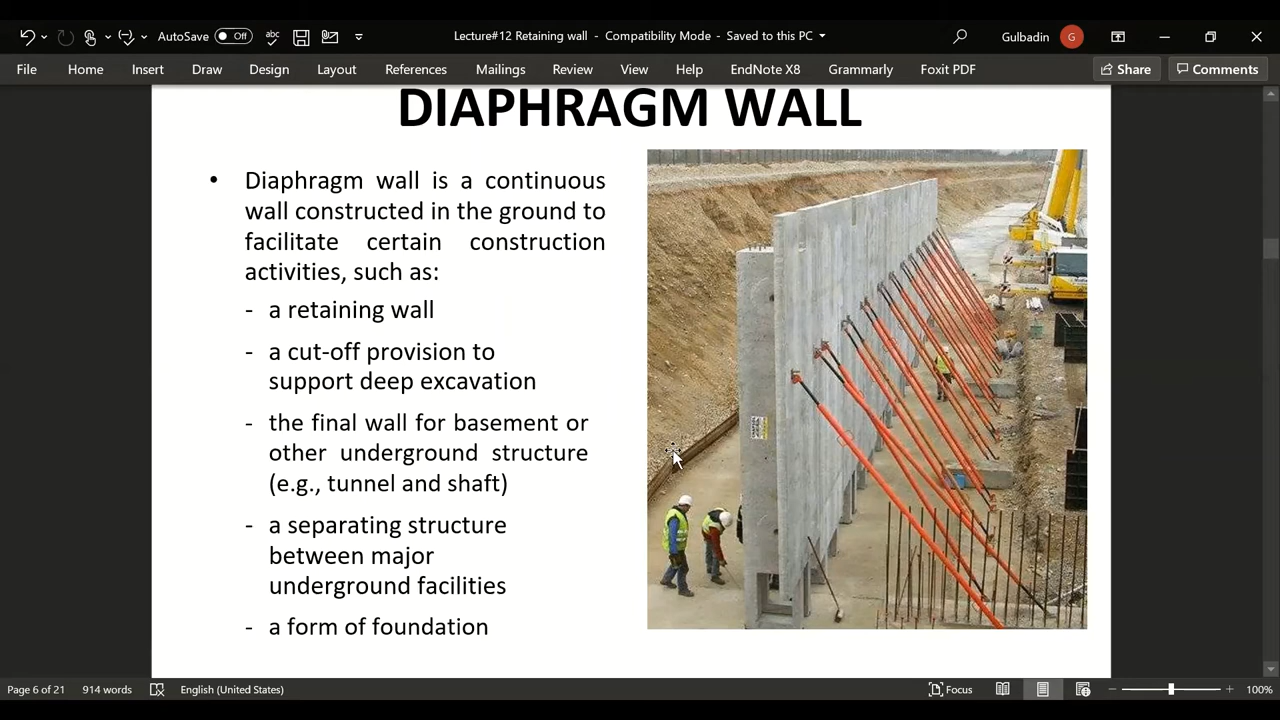 AutoSave Off
Lecture#12 Retaining wall - Compatibility Mode - Saved to this PC
Gulbadin G
File Home Insert Draw Design Layout References Mailings Review View Help EndNote X8 Grammarly Foxit PDF Share Comments
DIAPHRAGM WALL
• Diaphragm wall is a continuous
wall constructed in the ground to
facilitate certain construction
activities, such as:
- a retaining wall
- a cut-off provision to
support deep excavation
- the final wall for basement or
other underground structure
(e.g., tunnel and shaft)
- a separating structure
between major
underground facilities
- a form of foundation
Page 6 of 21 914 words English (United States) Focus 100%